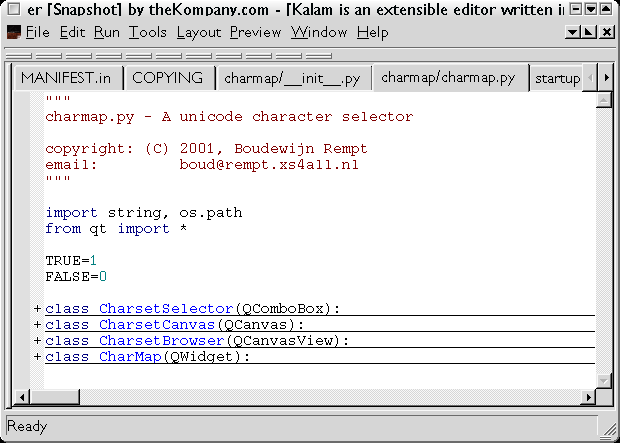 er [Snapshot] by theKompany.com - [Kalam is an extensible editor written in
File Edit Run Tools Layout Preview Window Help
MANIFEST.in COPYING charmap/__init__.py charmap/charmap.py startup
"""
charmap.py - A unicode character selector
copyright: (C) 2001, Boudewijn Rempt
email: boud@rempt.xs4all.nl
"""
import string, os.path
from qt import *
TRUE=1
FALSE=0
+class CharsetSelector(QComboBox):
+class CharsetCanvas(QCanvas):
+class CharsetBrowser(QCanvasView):
+class CharMap(QWidget):
Ready